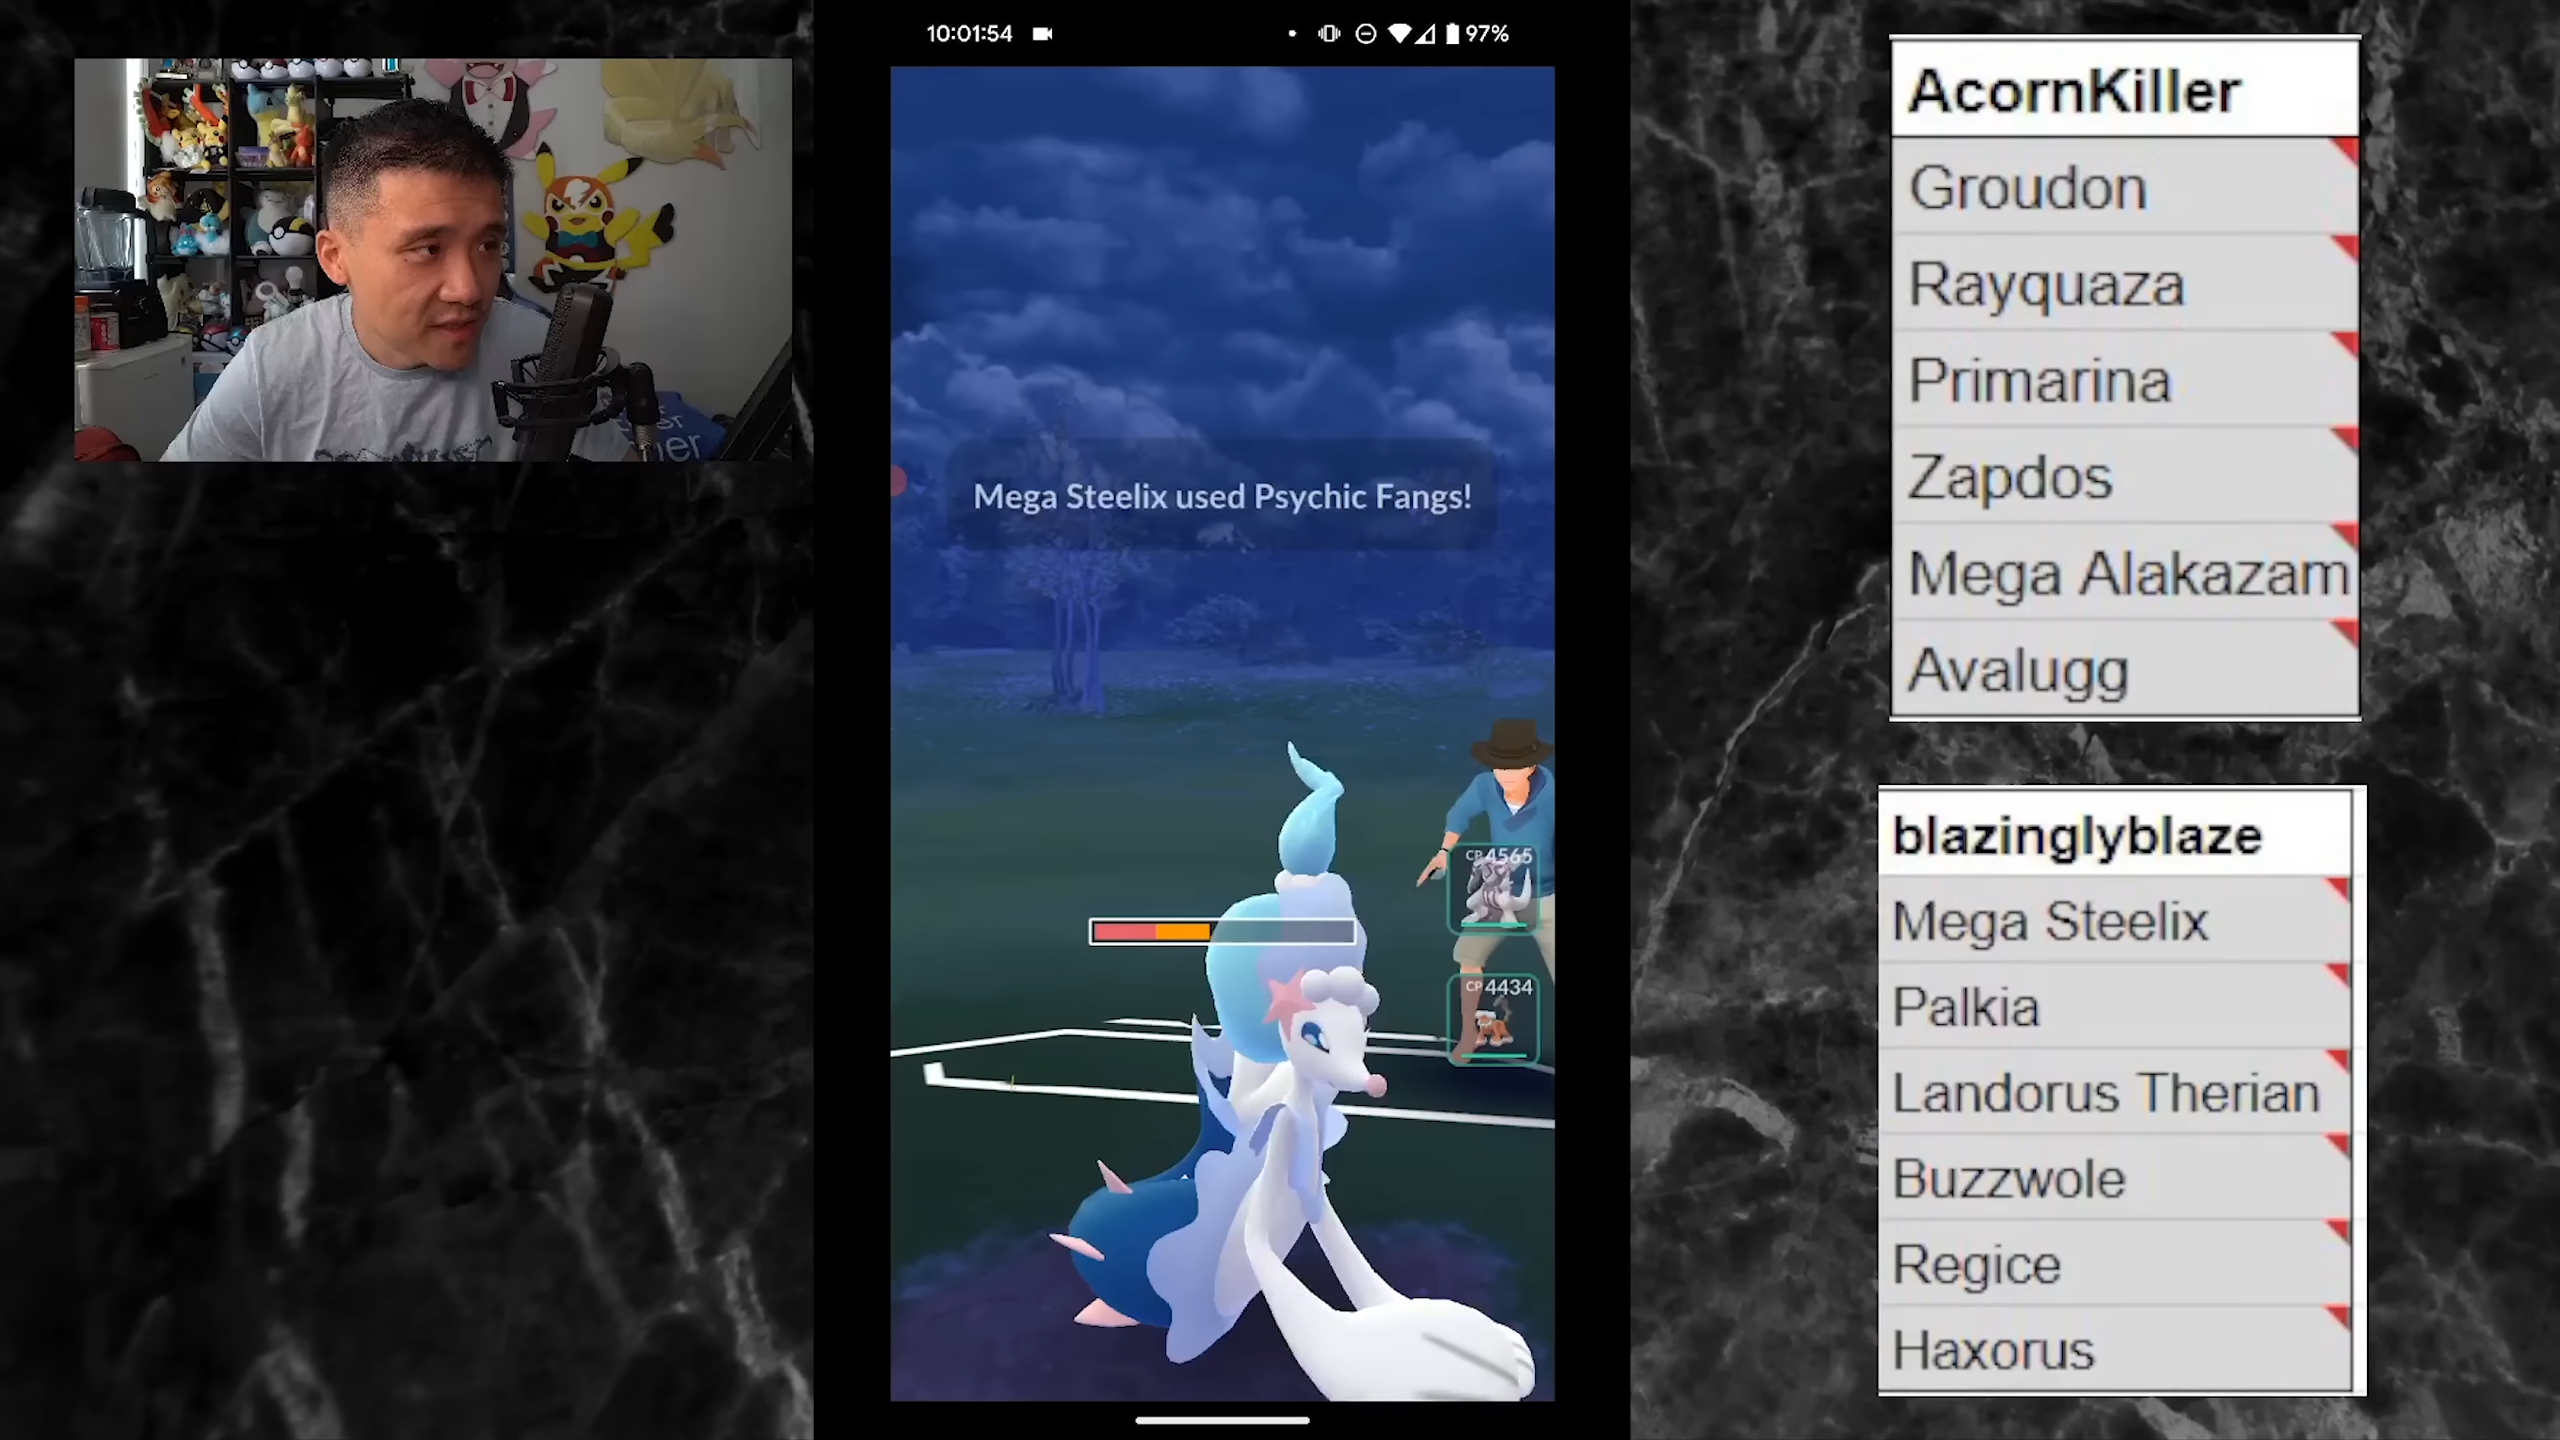 10:01:54
97%
Mega Steelix used Psychic Fangs!
CP4565
CP4434
AcornKiller
Groudon
Rayquaza
Primarina
Zapdos
Mega Alakazam
Avalugg
blazinglyblaze
Mega Steelix
Palkia
Landorus Therian
Buzzwole
Regice
Haxorus